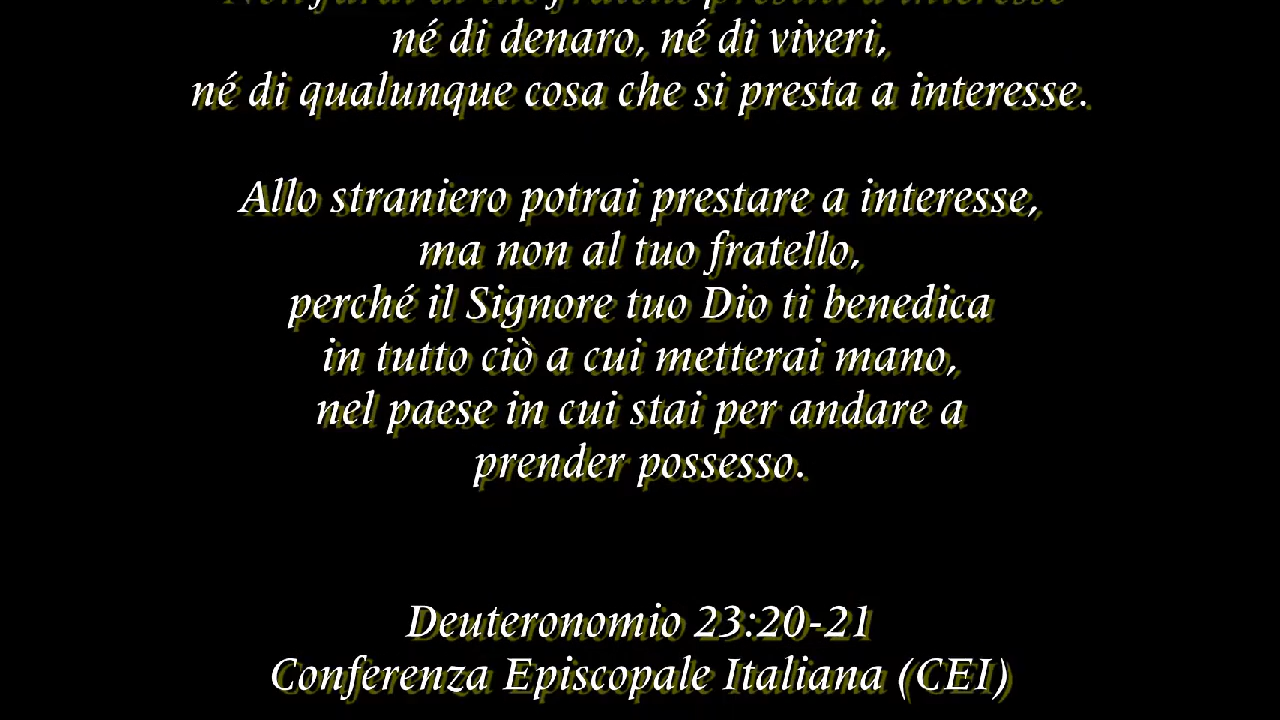 né di denaro, né di viveri,
né di qualunque cosa che si presta a interesse.
Allo straniero potrai prestare a interesse,
ma non al tuo fratello,
perché il Signore tuo Dio ti benedica
in tutto ciò a cui metterai mano,
nel paese in cui stai per andare a
prender possesso.
Deuteronomio 23:20-21
Conferenza Episcopale Italiana (CEI)